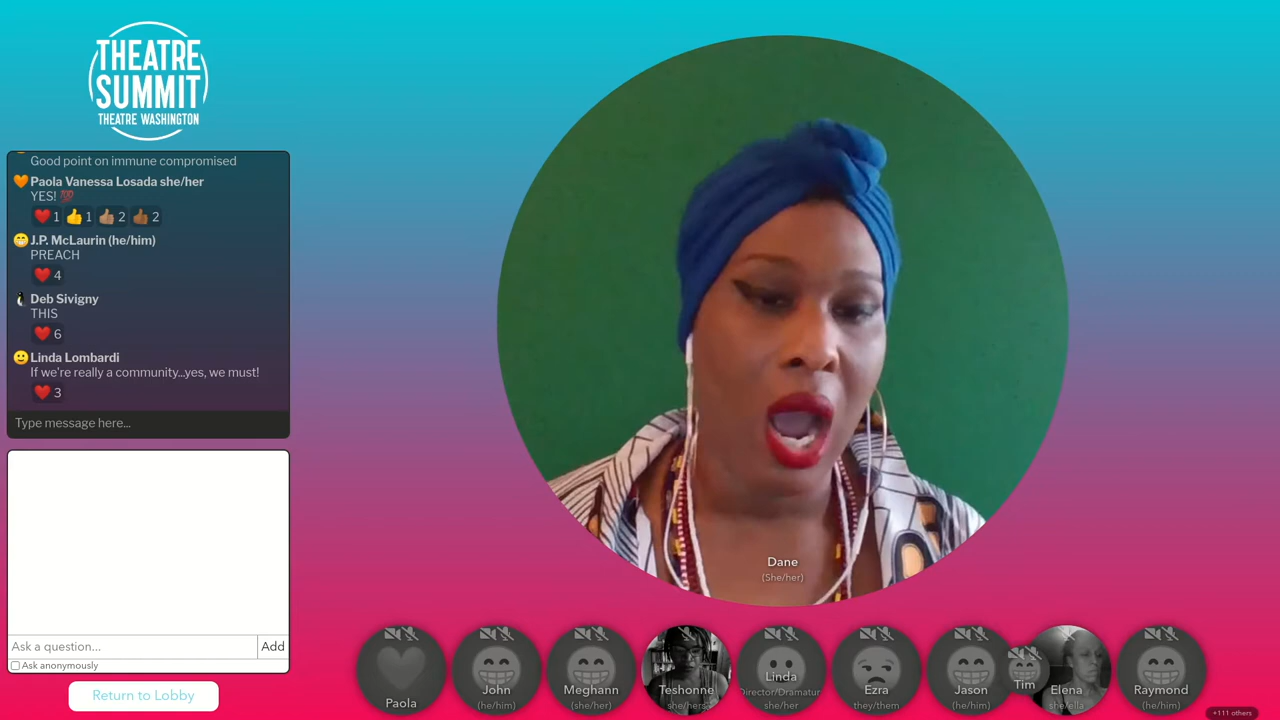 THEATRE
SUMMIT
THEATRE WASHINGTON
Good point on immune compromised
Paola Vanessa Losada she/her
YES! 💯
1 1 2 2
J.P. McLaurin (he/him)
PREACH
4
Deb Sivigny
THIS
6
Linda Lombardi
If we're really a community...yes, we must!
3
Type message here...
Ask a question...
Add
Ask anonymously
Return to Lobby
Dane
(She/her)
Paola
John
(he/him)
Meghann
(she/her)
Teshonne
she/hers
Linda
Director/Dramatur
she/her
Ezra
they/them
Jason
(he/him)
Tim
Elena
she/ella
Raymond
(he/him)
+111 others